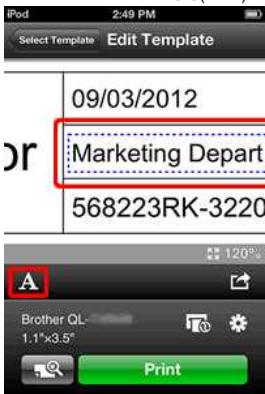 iPod 2:49 PM
Select Template Edit Template
09/03/2012
or Marketing Depart
568223RK-3220
120%
A
Brother QL-
1.1"x3.5"
Print